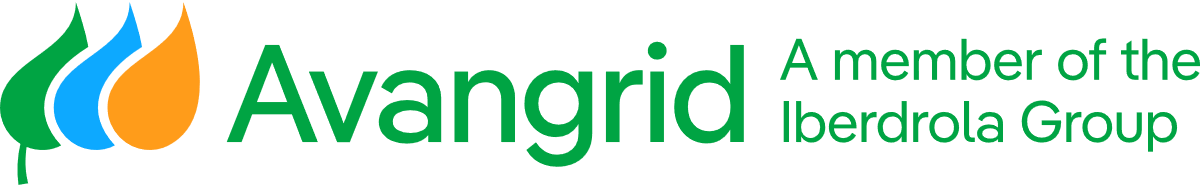 Avangrid
A member of the
Iberdrola Group